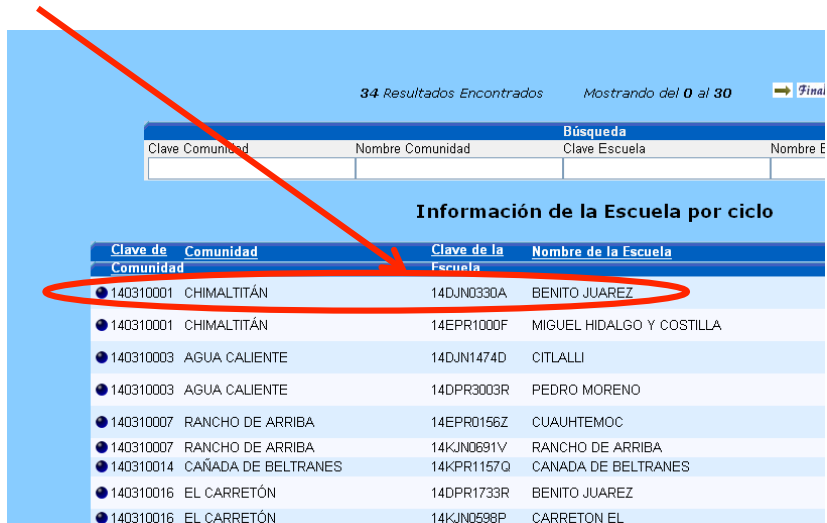 34 Resultados Encontrados Mostrando del 0 al 30
Búsqueda
Clave Comunidad Nombre Comunidad Clave Escuela Nombre
Información de la Escuela por ciclo
Clave de Comunidad Clave de la Nombre de la Escuela
Comunidad Escuela
140310001 CHIMALTITÁN 14DJN0330A BENITO JUAREZ
140310001 CHIMALTITÁN 14EPR1000F MIGUEL HIDALGO Y COSTILLA
140310003 AGUA CALIENTE 14DJN1474D CITLALLI
140310003 AGUA CALIENTE 14DPR3003R PEDRO MORENO
140310007 RANCHO DE ARRIBA 14EPR0156Z CUAUHTEMOC
140310007 RANCHO DE ARRIBA 14KJN0691V RANCHO DE ARRIBA
140310014 CAÑADA DE BELTRANES 14KPR1157Q CANADA DE BELTRANES
140310016 EL CARRETÓN 14DPR1733R BENITO JUAREZ
140310016 EL CARRETÓN 14KJN0598P CARRETON EL